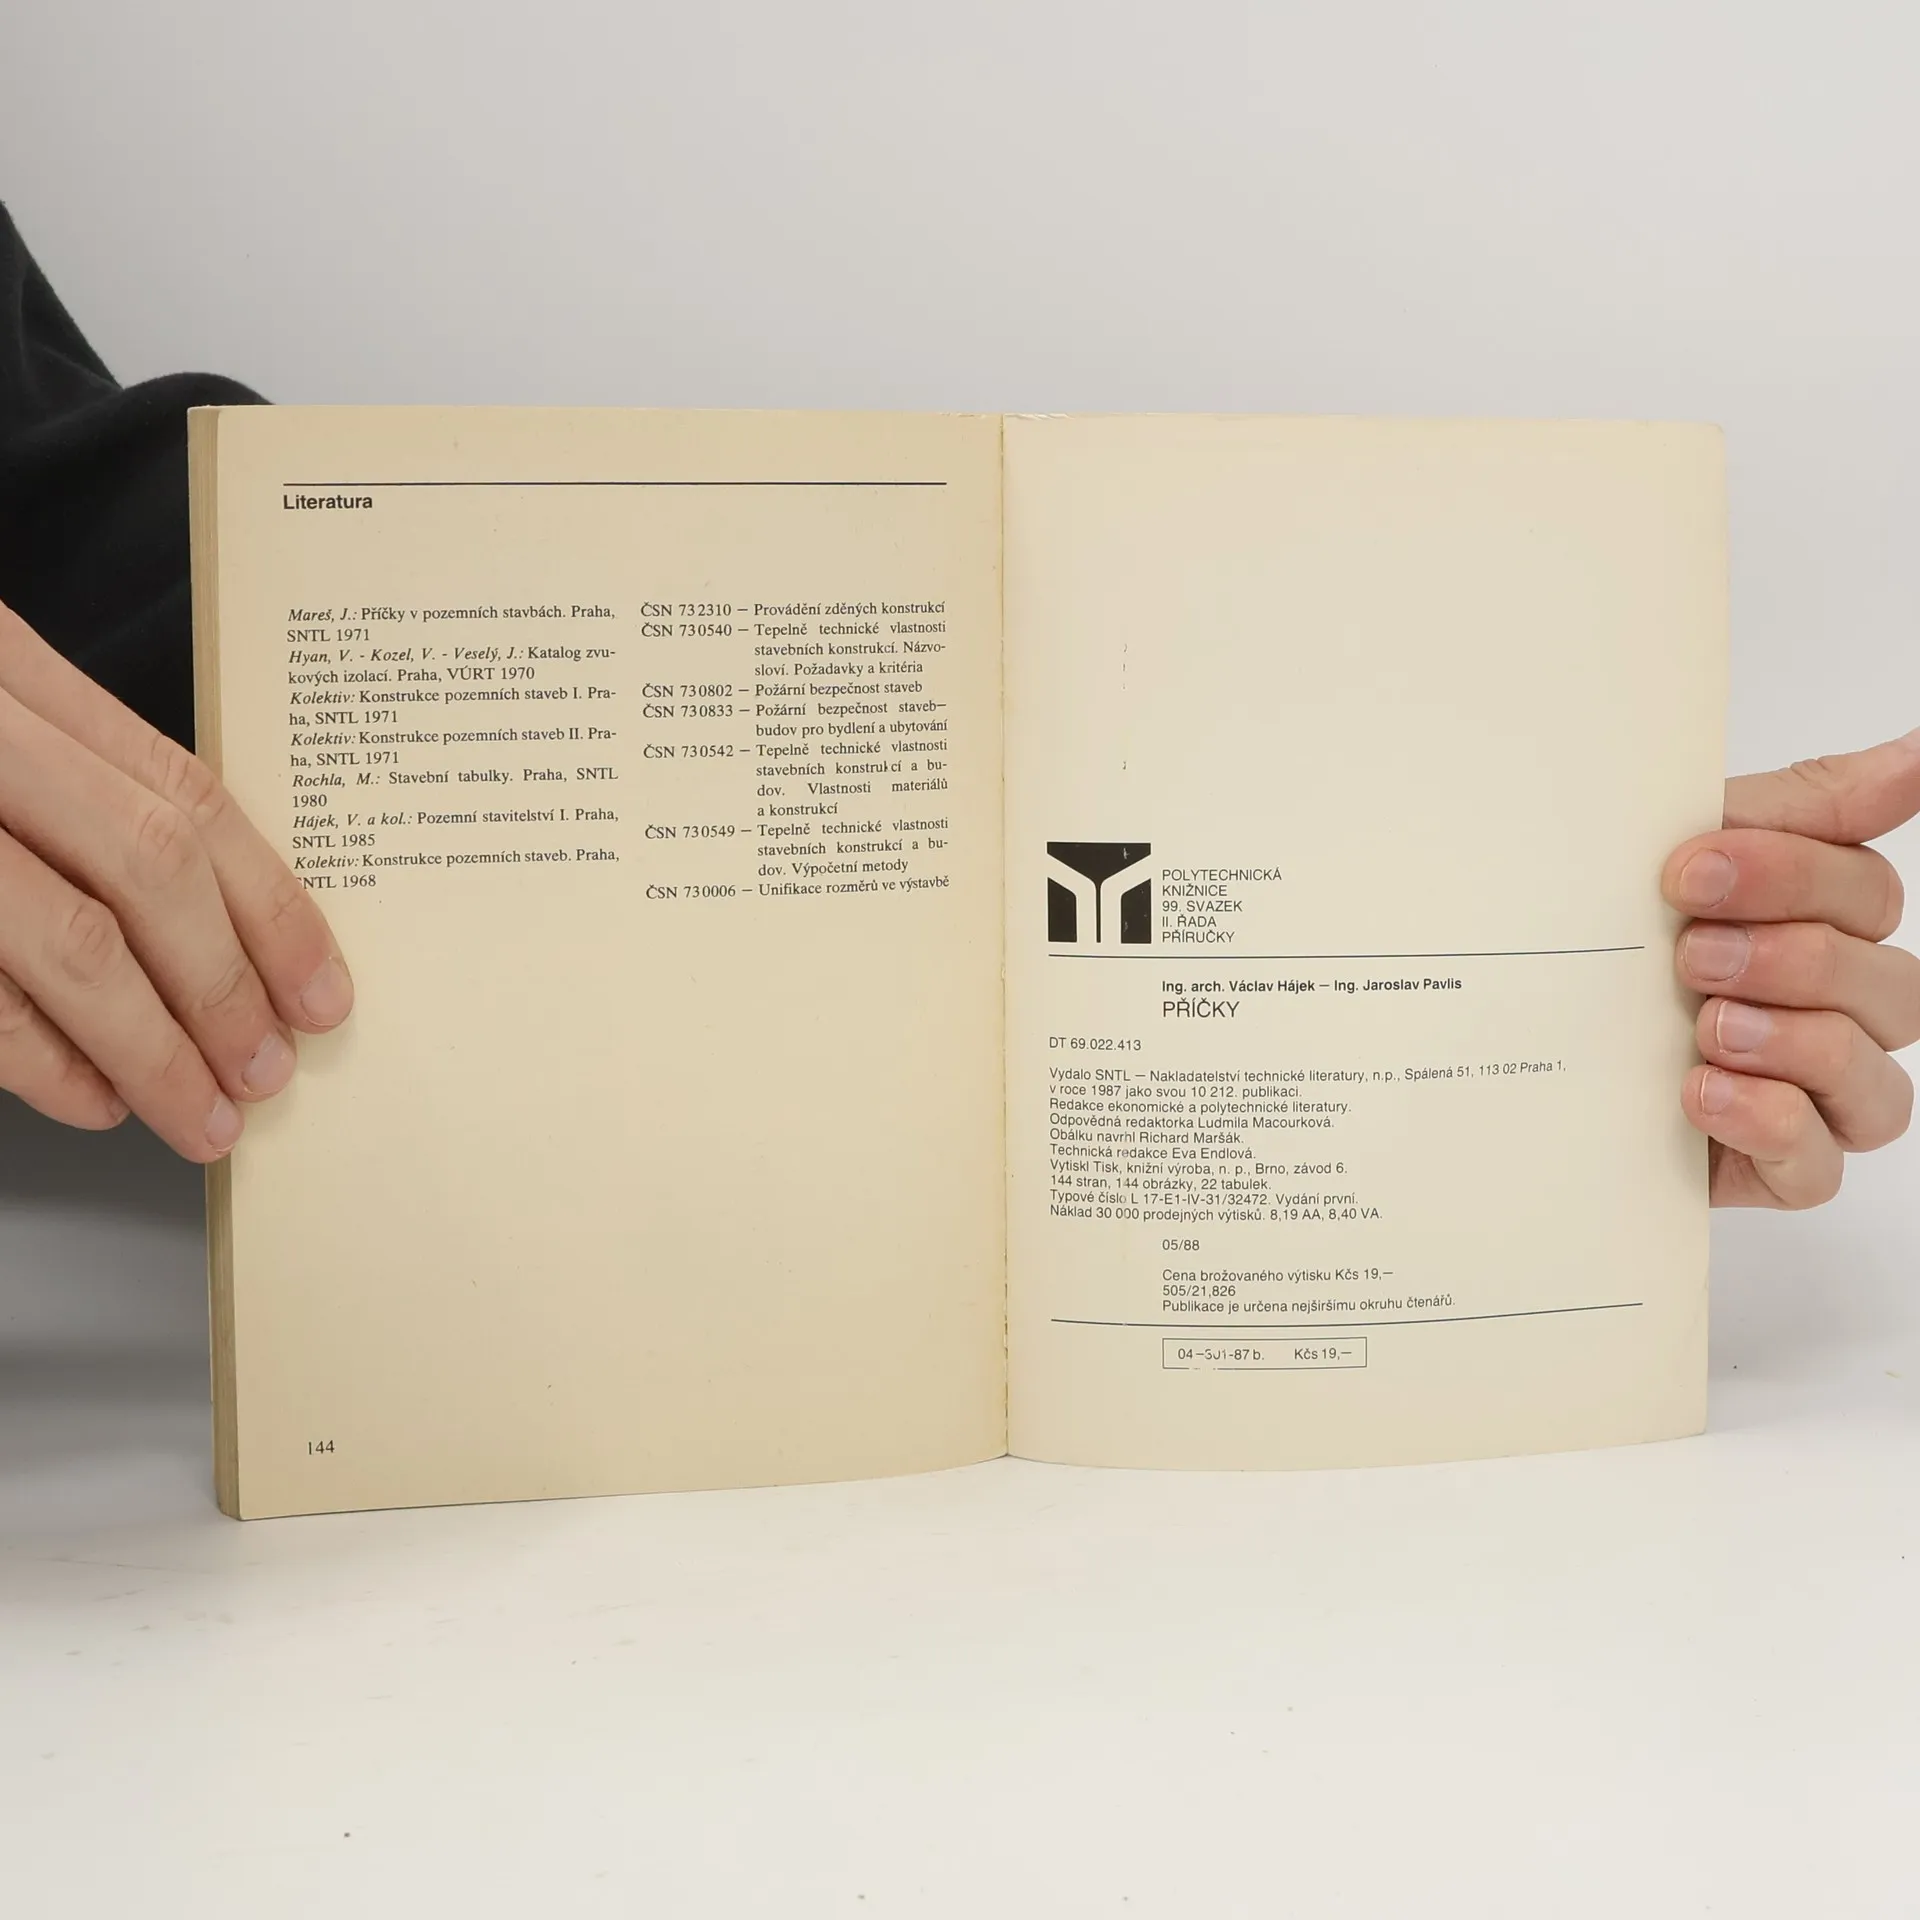 Literatura
Mareš, J.: Příčky v pozemních stavbách. Praha,
SNTL 1971
Hyan, V. - Kozel, V. - Veselý, J.: Katalog zvu-
kových izolací. Praha, VÚRT 1970
Kolektiv: Konstrukce pozemních staveb I. Pra-
ha, SNTL 1971
Kolektiv: Konstrukce pozemních staveb II. Pra-
ha, SNTL 1971
Rochla, M.: Stavební tabulky. Praha, SNTL
1980
Hájek, V. a kol.: Pozemní stavitelství I. Praha,
SNTL 1985
Kolektiv: Konstrukce pozemních staveb. Praha,
SNTL 1968
ČSN 73 2310 — Provádění zděných konstrukcí
ČSN 73 0540 — Tepelně technické vlastnosti
stavebních konstrukcí. Názvo-
sloví. Požadavky a kritéria
ČSN 73 0802 — Požární bezpečnost staveb
ČSN 73 0833 — Požární bezpečnost staveb—
budov pro bydlení a ubytování
ČSN 73 0542 — Tepelně technické vlastnosti
stavebních konstrukcí a bu-
dov. Vlastnosti materiálů
a konstrukcí
ČSN 73 0549 — Tepelně technické vlastnosti
stavebních konstrukcí a bu-
dov. Výpočetní metody
ČSN 73 0006 — Unifikace rozměrů ve výstavbě
144
POLYTECHNICKÁ
KNIŽNICE
99. SVAZEK
II. ŘADA
PŘÍRUČKY
Ing. arch. Václav Hájek — Ing. Jaroslav Pavlis
PŘÍČKY
DT 69.022.413
Vydalo SNTL — Nakladatelství technické literatury, n.p., Spálená 51, 113 02 Praha 1,
v roce 1987 jako svou 10 212. publikaci.
Redakce ekonomické a polytechnické literatury.
Odpovědná redaktorka Ludmila Macourková.
Obálku navrhl Richard Maršák.
Technická redakce Eva Endlová.
Vytiskl Tisk, knižní výroba, n. p., Brno, závod 6.
144 stran, 144 obrázky, 22 tabulek.
Typové číslo L 17-E1-IV-31/32472. Vydání první.
Náklad 30 000 prodejných výtisků. 8,19 AA, 8,40 VA.
05/88
Cena brožovaného výtisku Kčs 19,—
505/21,826
Publikace je určena nejširšímu okruhu čtenářů.
04—301-87 b. Kčs 19,—